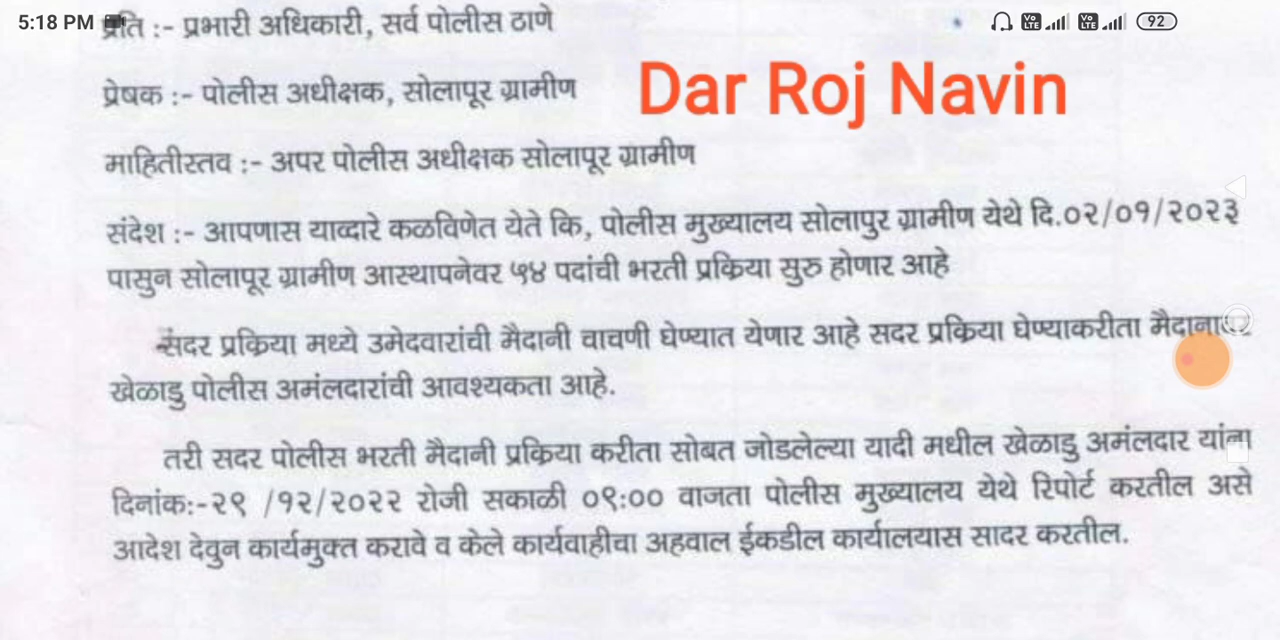 5:18 PM
92
प्रति :- प्रभारी अधिकारी, सर्व पोलीस ठाणे
प्रेषक :- पोलीस अधीक्षक, सोलापूर ग्रामीण
Dar Roj Navin
माहितीस्तव :- अपर पोलीस अधीक्षक सोलापूर ग्रामीण
संदेश :- आपणास याव्दारे कळविणेत येते कि, पोलीस मुख्यालय सोलापुर ग्रामीण येथे दि.०२/०१/२०२३
पासुन सोलापूर ग्रामीण आस्थापनेवर ५४ पदांची भरती प्रक्रिया सुरु होणार आहे
सदर प्रक्रिया मध्ये उमेदवारांची मैदानी चाचणी घेण्यात येणार आहे सदर प्रक्रिया घेण्याकरीता मैदानावर
खेळाडु पोलीस अमंलदारांची आवश्यकता आहे.
तरी सदर पोलीस भरती मैदानी प्रक्रिया करीता सोबत जोडलेल्या यादी मधील खेळाडु अमंलदार यांना
दिनांक:-२९ /१२/२०२२ रोजी सकाळी ०९:०० वाजता पोलीस मुख्यालय येथे रिपोर्ट करतील असे
आदेश देवुन कार्यमुक्त करावे व केले कार्यवाहीचा अहवाल ईकडील कार्यालयास सादर करतील.